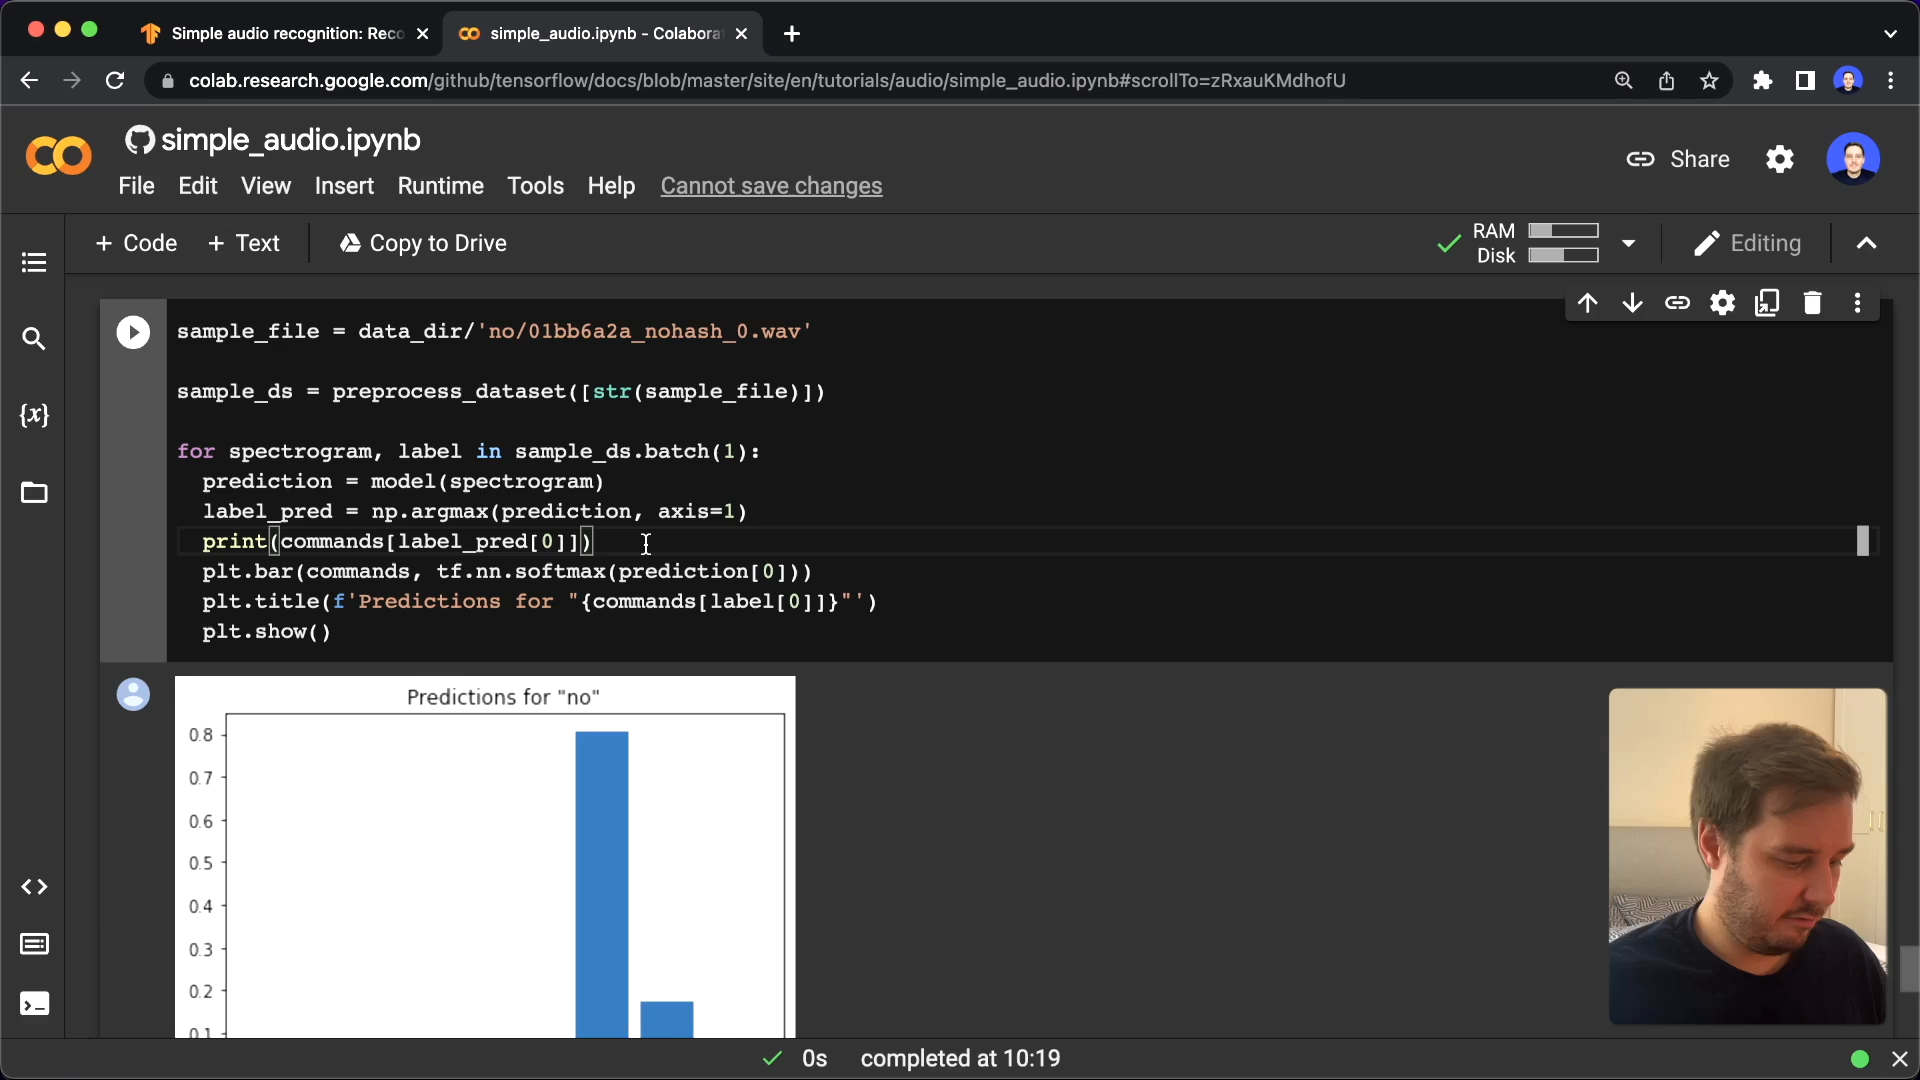 Simple audio recognition: Reco
simple_audio.ipynb - Colabora
colab.research.google.com/github/tensorflow/docs/blob/master/site/en/tutorials/audio/simple_audio.ipynb#scrollTo=zRxauKMdhofU
simple_audio.ipynb
File Edit View Insert Runtime Tools Help Cannot save changes
Share
+ Code + Text Copy to Drive
RAM
Disk
Editing
{x}
sample_file = data_dir/'no/01bb6a2a_nohash_0.wav'
sample_ds = preprocess_dataset([str(sample_file)])
for spectrogram, label in sample_ds.batch(1):
prediction = model(spectrogram)
label_pred = np.argmax(prediction, axis=1)
print(commands[label_pred[0]])
plt.bar(commands, tf.nn.softmax(prediction[0]))
plt.title(f'Predictions for "{commands[label[0]]}"')
plt.show()
Predictions for "no"
0.8
0.7
0.6
0.5
0.4
0.3
0.2
0.1
0s completed at 10:19